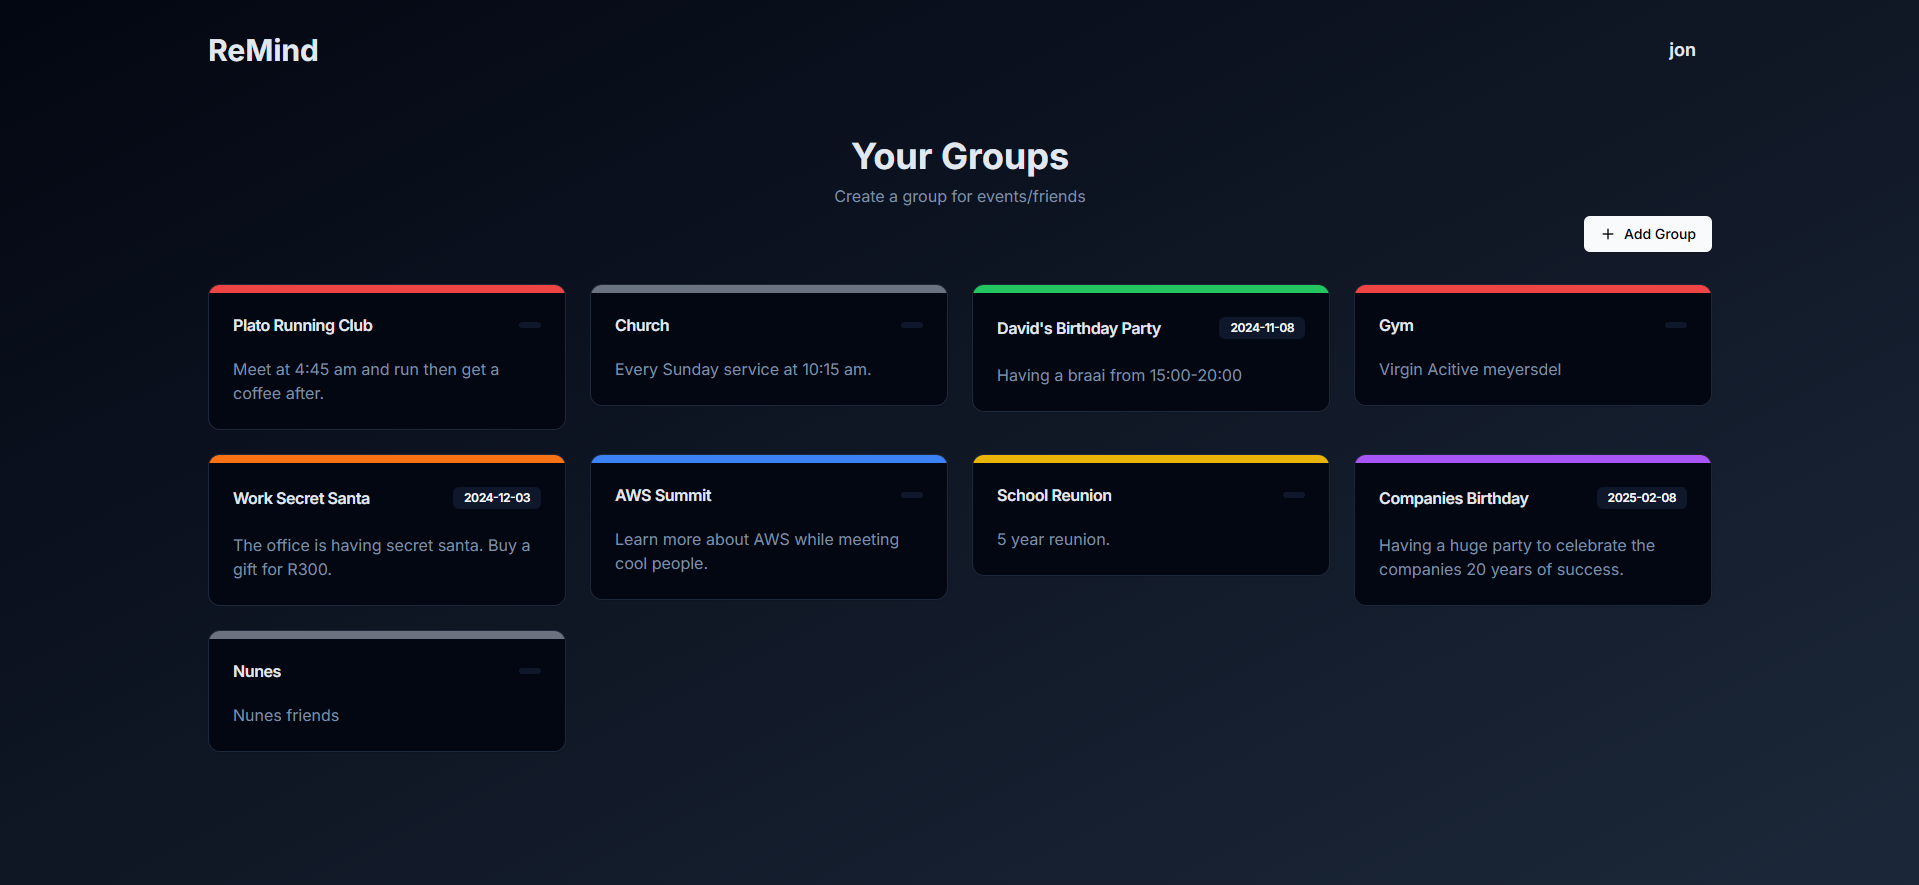 ReMind
jon
Your Groups
Create a group for events/friends
+ Add Group
Plato Running Club
Meet at 4:45 am and run then get a
coffee after.
Church
Every Sunday service at 10:15 am.
David's Birthday Party
2024-11-08
Having a braai from 15:00-20:00
Gym
Virgin Acitive meyersdel
Work Secret Santa
2024-12-03
The office is having secret santa. Buy a
gift for R300.
AWS Summit
Learn more about AWS while meeting
cool people.
School Reunion
5 year reunion.
Companies Birthday
2025-02-08
Having a huge party to celebrate the
companies 20 years of success.
Nunes
Nunes friends